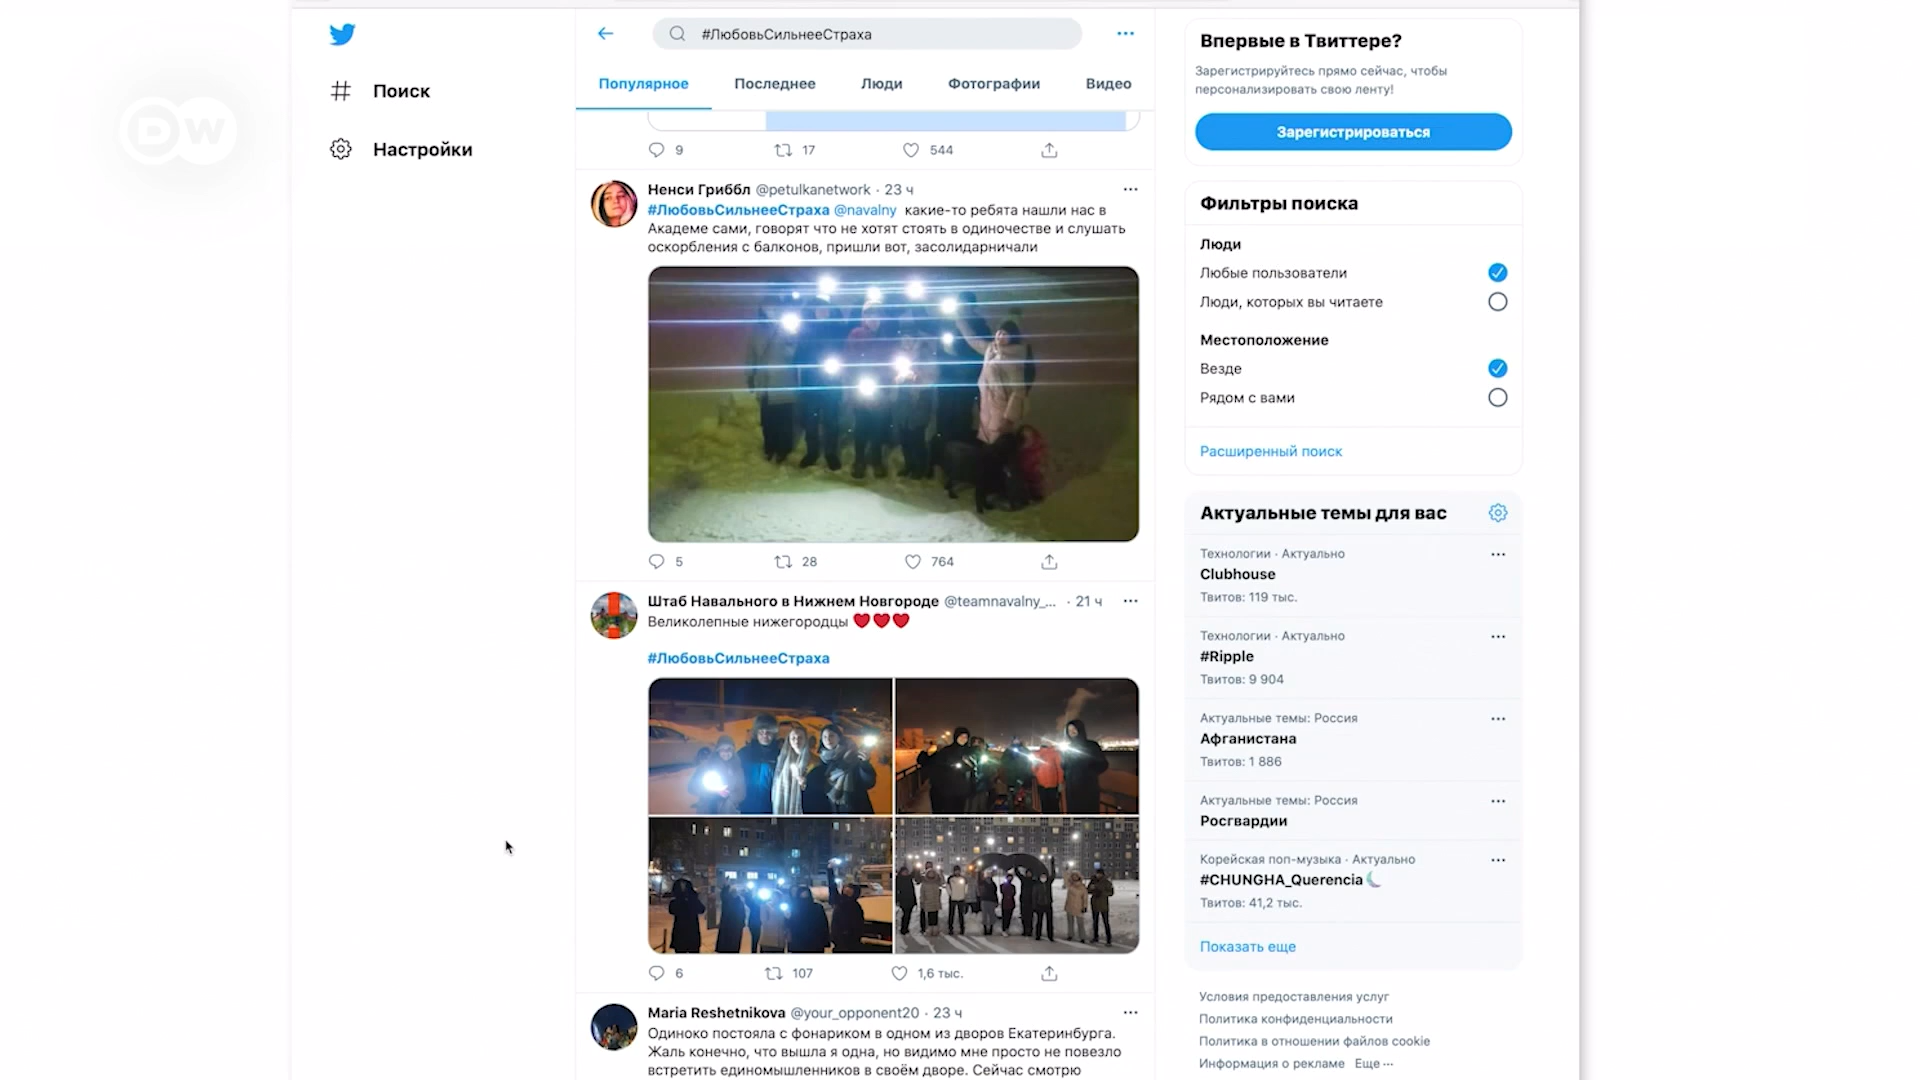 DW
Поиск
Настройки
#ЛюбовьСильнееСтраха
Популярное
Последнее
Люди
Фотографии
Видео
9
17
544
Ненси Гриббл @petulkanetwork · 23 ч
#ЛюбовьСильнееСтраха @navalny какие-то ребята нашли нас в
Академе сами, говорят что не хотят стоять в одиночестве и слушать
оскорбления с балконов, пришли вот, засолидарничали
5
28
764
Штаб Навального в Нижнем Новгороде @teamnavalny_... · 21 ч
Великолепные нижегородцы ❤️❤️❤️
#ЛюбовьСильнееСтраха
6
107
1,6 тыс.
Maria Reshetnikova @your_opponent20 · 23 ч
Одиноко постояла с фонариком в одном из дворов Екатеринбурга.
Жаль конечно, что вышла я одна, но видимо мне просто не повезло
встретить единомышленников в своём дворе. Сейчас смотрю
Впервые в Твиттере?
Зарегистрируйтесь прямо сейчас, чтобы
персонализировать свою ленту!
Зарегистрироваться
Фильтры поиска
Люди
Любые пользователи
Люди, которых вы читаете
Местоположение
Везде
Рядом с вами
Расширенный поиск
Актуальные темы для вас
Технологии · Актуально
Clubhouse
Твитов: 119 тыс.
Технологии · Актуально
#Ripple
Твитов: 9 904
Актуальные темы: Россия
Афганистана
Твитов: 1 886
Актуальные темы: Россия
Росгвардии
Корейская поп-музыка · Актуально
#CHUNGHA_Querencia
Твитов: 41,2 тыс.
Показать еще
Условия предоставления услуг
Политика конфиденциальности
Политика в отношении файлов cookie
Информация о рекламе Еще ···